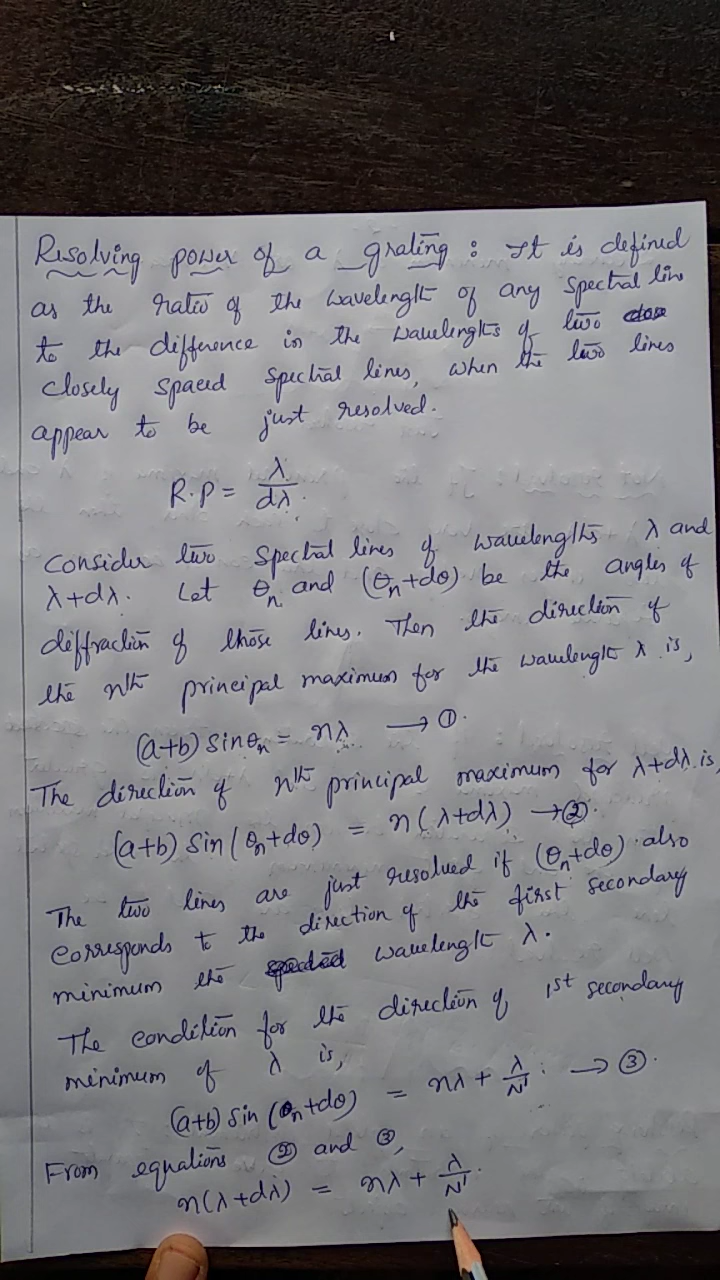 Resolving power of a grating : It is defined
as the ratio of the wavelength of any spectral line
to the difference in the wavelengths of two close
closely spaced spectral lines, when the two lines
appear to be just resolved.
R.P = λ/dλ.
Consider two spectral lines of wavelengths λ and
λ+dλ. Let θₙ and (θₙ+dθ) be the angles of
diffraction of those lines. Then the direction of
the nth principal maximum for the wavelength λ is,
(a+b) Sinθₙ = nλ → ①.
The direction of nth principal maximum for λ+dλ is,
(a+b) Sin(θₙ+dθ) = n(λ+dλ) → ②.
The two lines are just resolved if (θₙ+dθ) also
corresponds to the direction of the first secondary
minimum the wavelength λ.
The condition for the direction of 1st secondary
minimum of λ is,
(a+b) Sin (θₙ+dθ) = nλ + λ/N' → ③.
From equations ② and ③,
n(λ+dλ) = nλ + λ/N'.